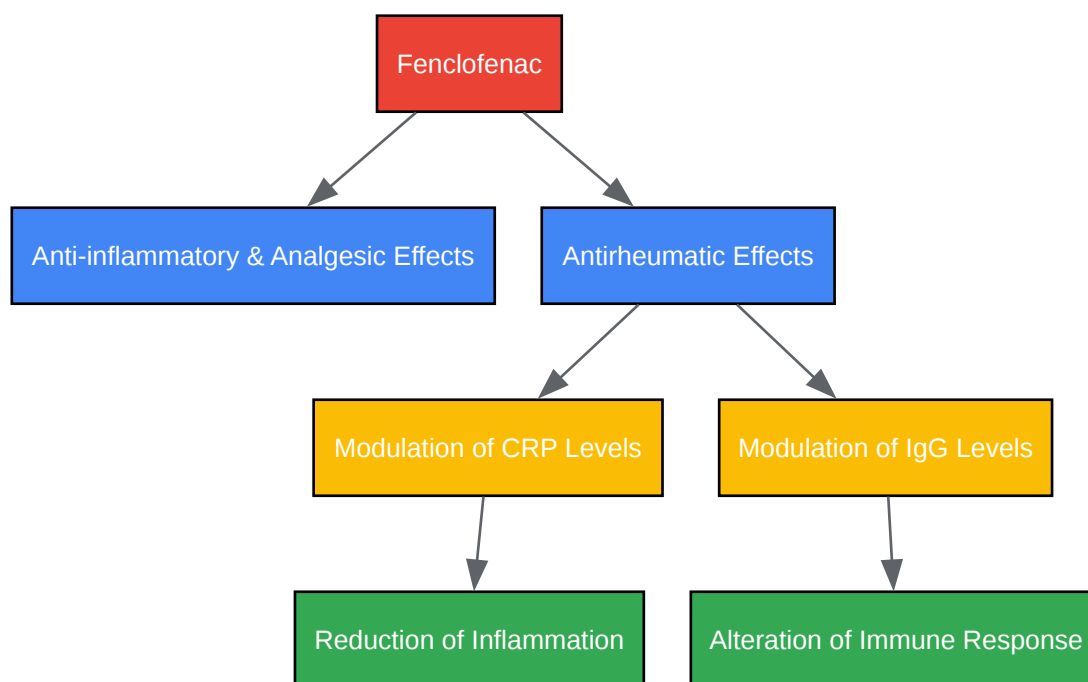 Fenclofenac
Anti-inflammatory & Analgesic Effects
Antirheumatic Effects
Modulation of CRP Levels
Modulation of IgG Levels
Reduction of Inflammation
Alteration of Immune Response